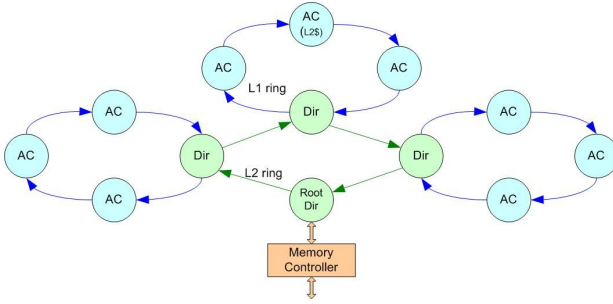 AC
(L2$)
AC
AC
L1 ring
Dir
AC
AC
AC
Dir
L2 ring
Root
Dir
Dir
AC
AC
AC
Memory
Controller